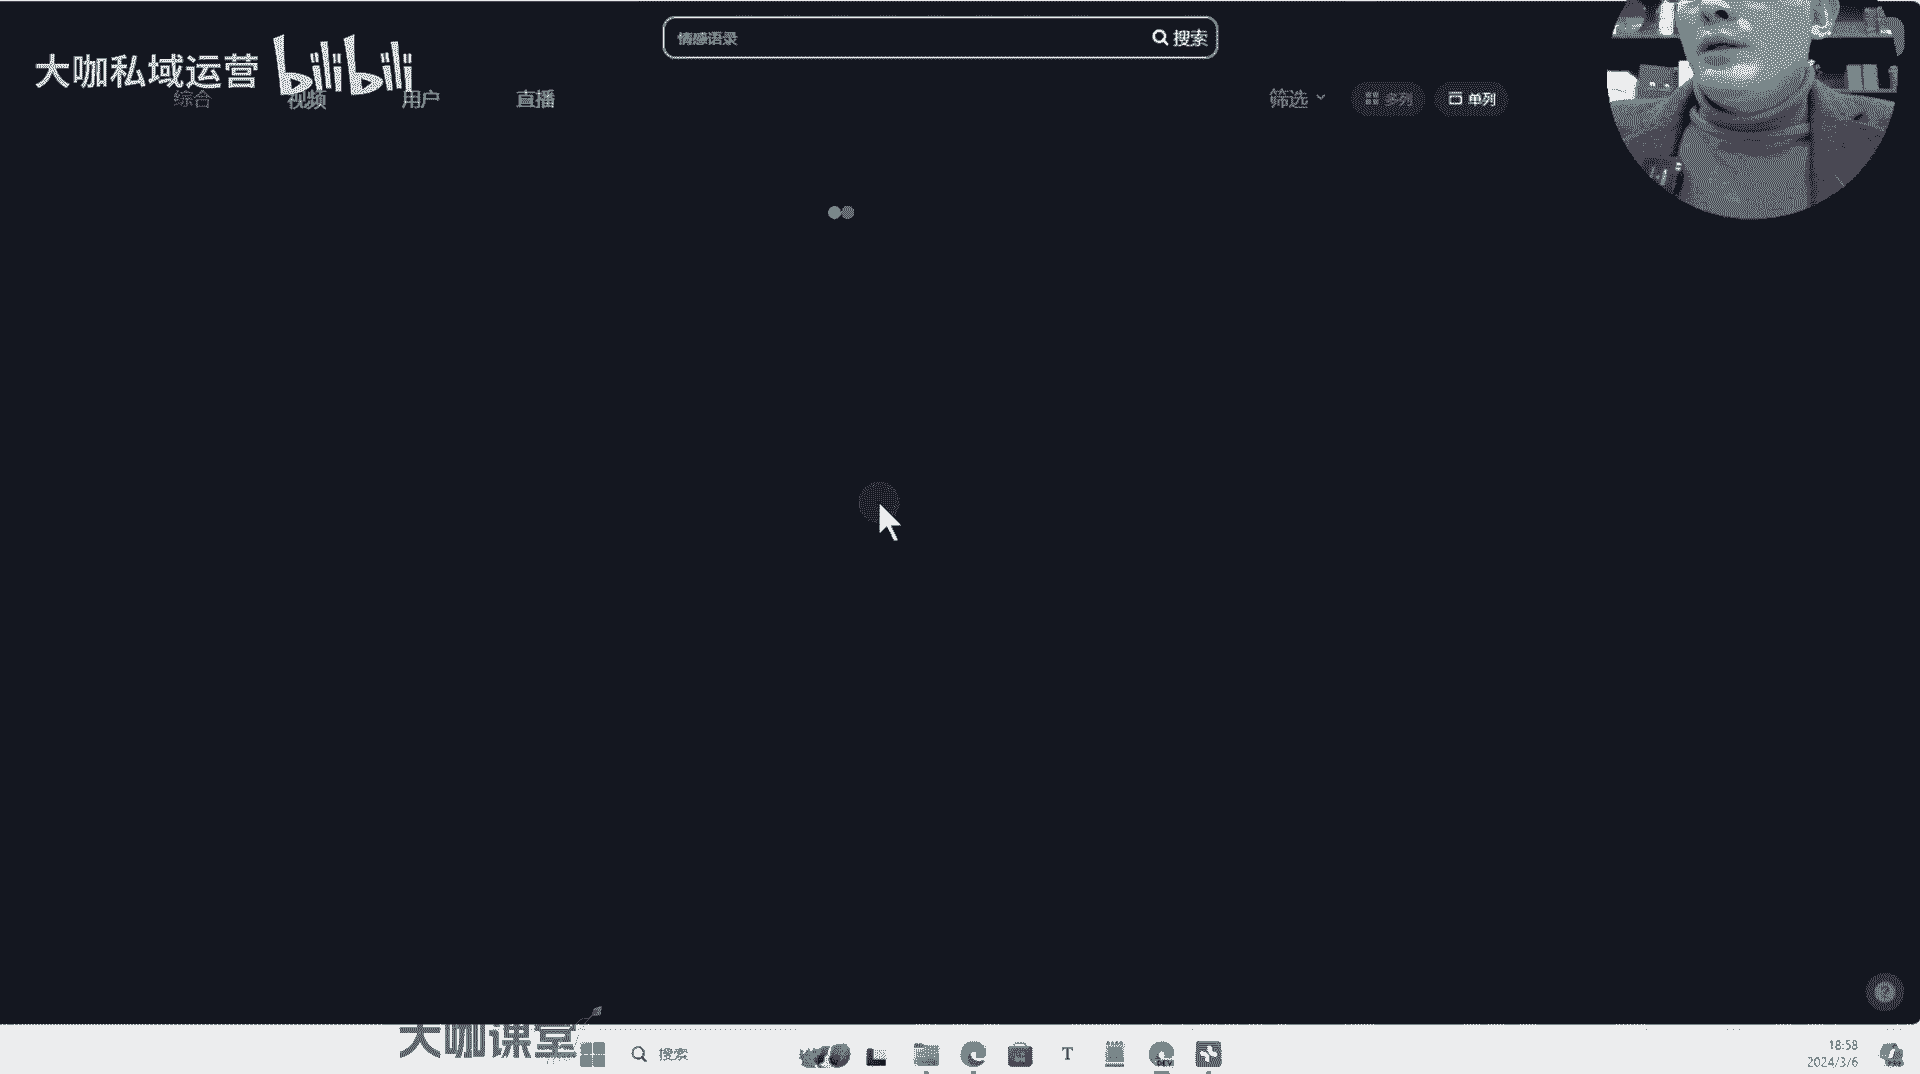 情感语录
搜索
大咖私域运营 bilibili
综合
视频
用户
直播
筛选
多列
单列
大咖课堂
搜索
T
18:58
2024/3/6